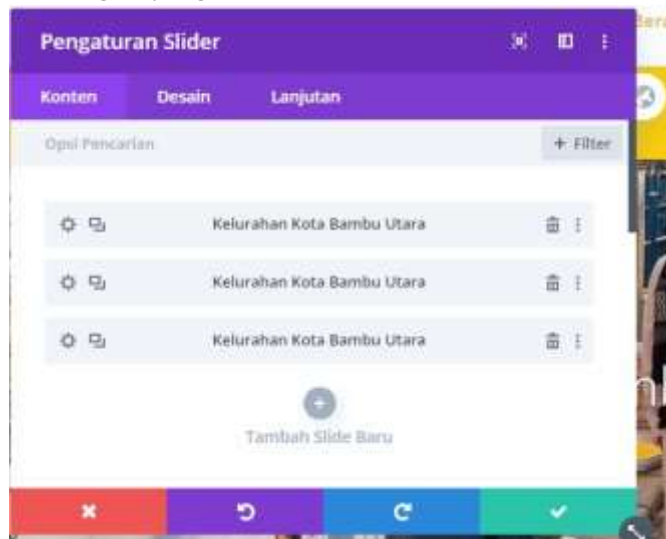 Pengaturan Slider
Konten Desain Lanjutan
Opsi Pencarian + Filter
Kelurahan Kota Bambu Utara
Kelurahan Kota Bambu Utara
Kelurahan Kota Bambu Utara
Tambah Slide Baru